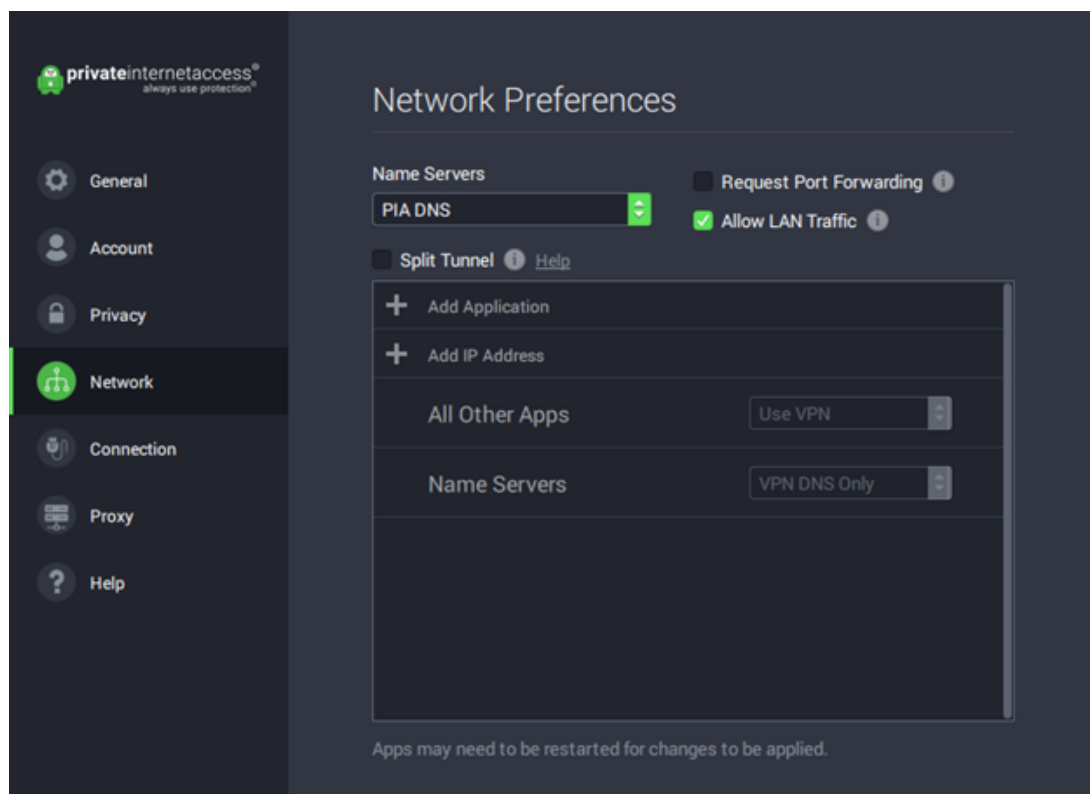 privateinternetaccess®
always use protection®
General
Account
Privacy
Network
Connection
Proxy
Help
Network Preferences
Name Servers
PIA DNS
Request Port Forwarding
Allow LAN Traffic
Split Tunnel Help
Add Application
Add IP Address
All Other Apps Use VPN
Name Servers VPN DNS Only
Apps may need to be restarted for changes to be applied.